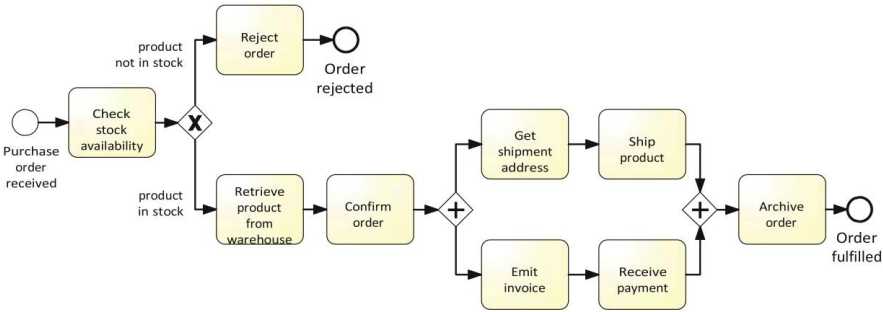 Purchase
order
received
Check
stock
availability
X
product
not in stock
Reject
order
Order
rejected
product
in stock
Retrieve
product
from
warehouse
Confirm
order
Get
shipment
address
Ship
product
Emit
invoice
Receive
payment
Archive
order
Order
fulfilled